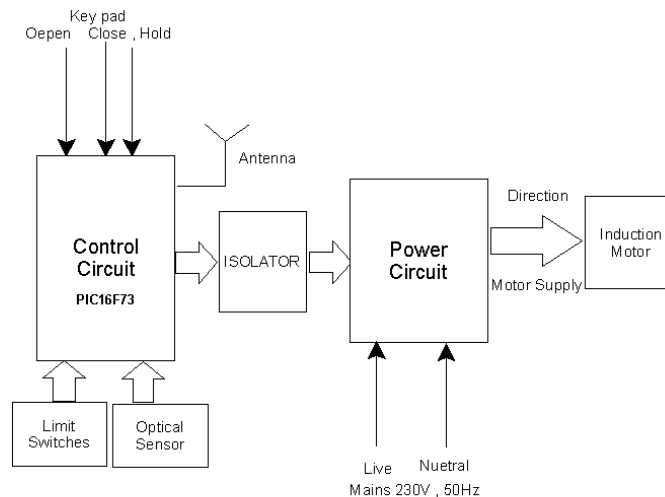 Key pad
Oepen Close , Hold
Antenna
Control
Circuit
PIC16F73
ISOLATOR
Power
Circuit
Direction
Motor Supply
Induction
Motor
Limit
Switches
Optical
Sensor
Live Nuetral
Mains 230V , 50Hz